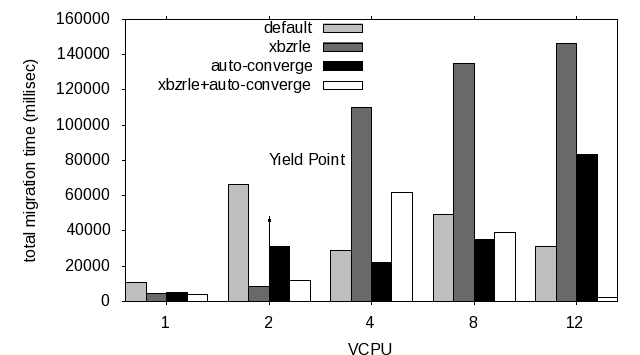 160000
140000
120000
100000
80000
60000
40000
20000
0
total migration time (millisec)
default
xbzrle
auto-converge
xbzrle+auto-converge
Yield Point
1 2 4 8 12
VCPU